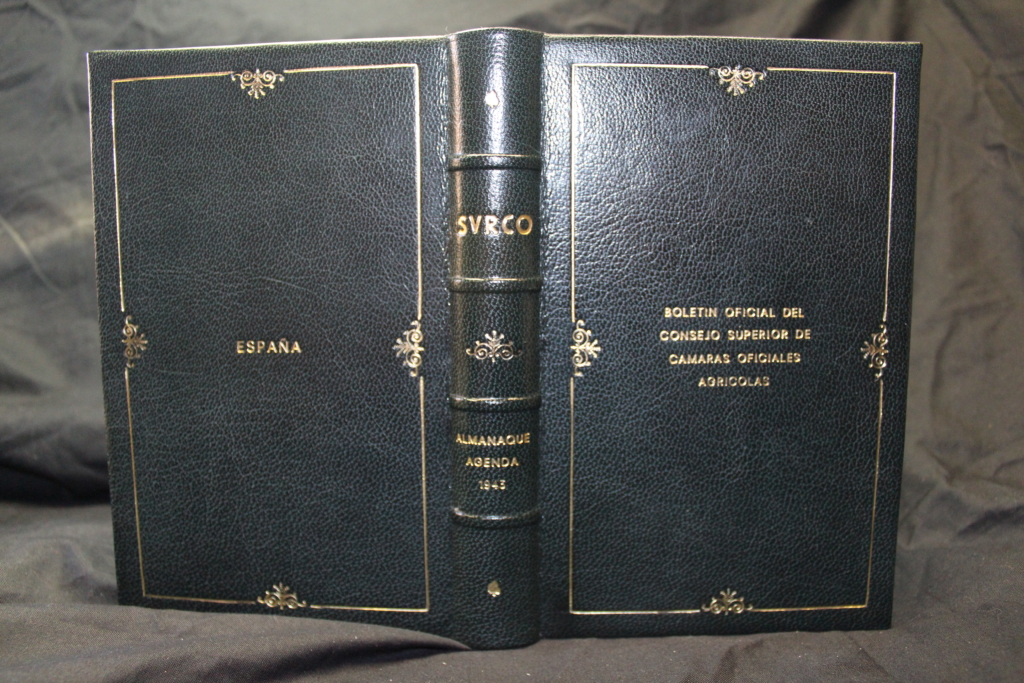 ESPAÑA
SVRCO
ALMANAQUE
AGENDA
1943
BOLETIN OFICIAL DEL
CONSEJO SUPERIOR DE
CAMARAS OFICIALES
AGRICOLAS